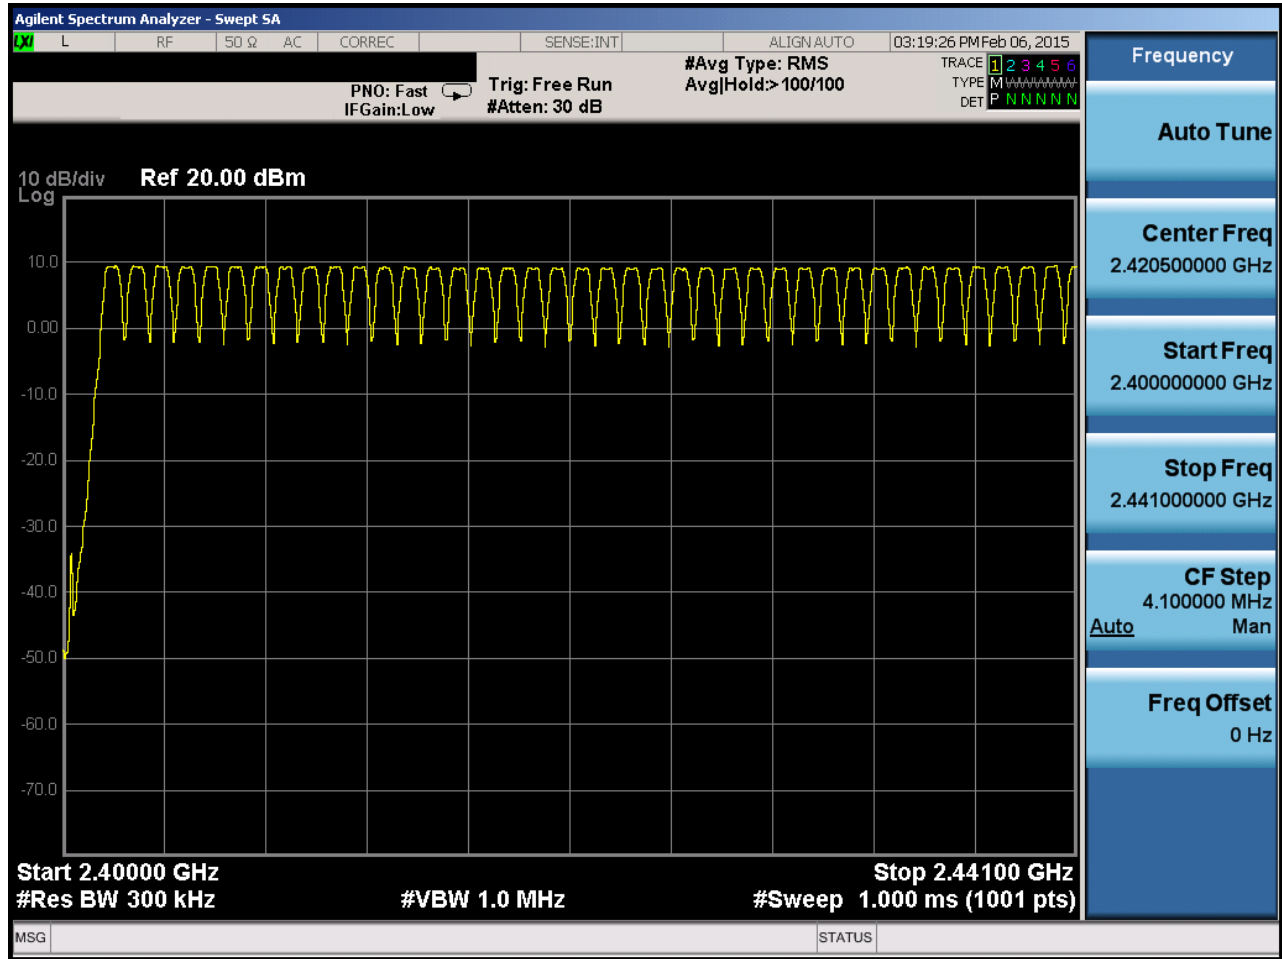 Agilent Spectrum Analyzer - Swept SA
LXI L RF 50 Ω AC CORREC SENSE:INT ALIGN AUTO 03:19:26 PM Feb 06, 2015
#Avg Type: RMS
Avg|Hold:>100/100
Trig: Free Run
#Atten: 30 dB
PNO: Fast
IFGain:Low
TRACE 1 2 3 4 5 6
TYPE M WWWWW
DET P N N N N N
10 dB/div Ref 20.00 dBm
Log
10.0
0.00
-10.0
-20.0
-30.0
-40.0
-50.0
-60.0
-70.0
Start 2.40000 GHz Stop 2.44100 GHz
#Res BW 300 kHz #VBW 1.0 MHz #Sweep 1.000 ms (1001 pts)
MSG STATUS
Frequency
Auto Tune
Center Freq
2.420500000 GHz
Start Freq
2.400000000 GHz
Stop Freq
2.441000000 GHz
CF Step
4.100000 MHz
Auto Man
Freq Offset
0 Hz